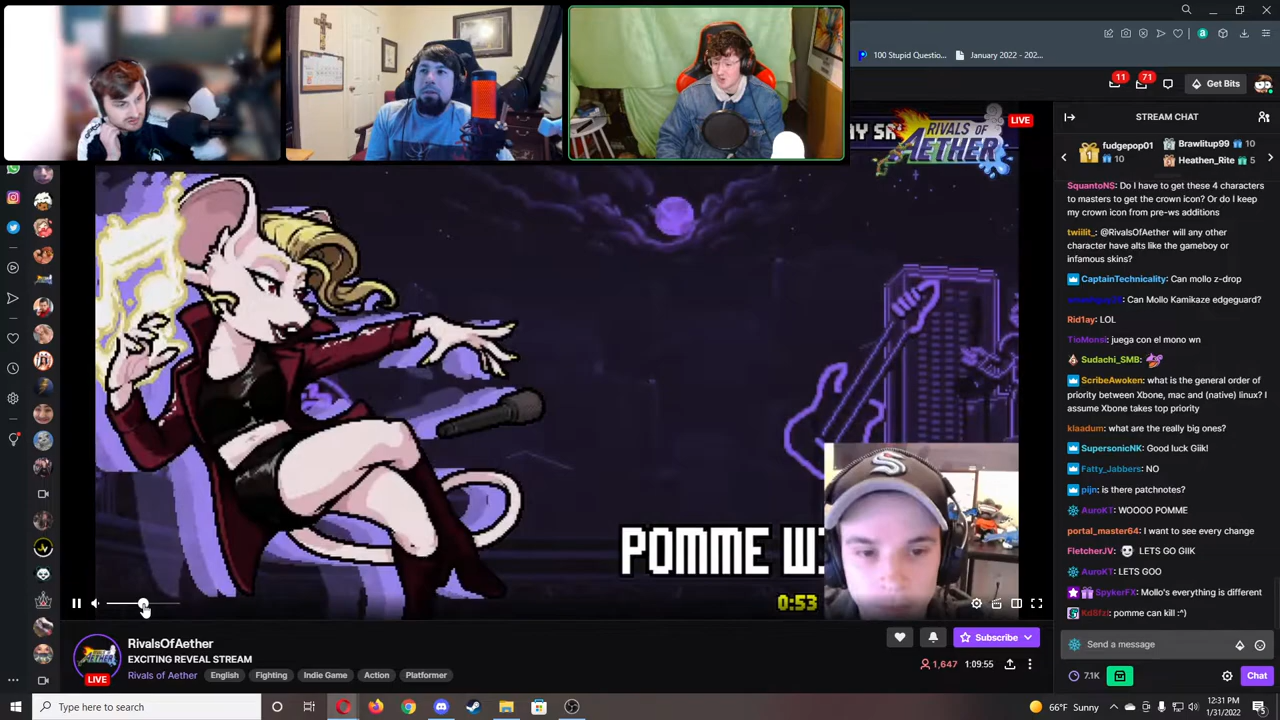 100 Stupid Questio...
January 2022 - 202...
11
71
Get Bits
RIVALS OF
AETHER
LIVE
STREAM CHAT
fudgepop01
10
Brawlitup99 10
Heathen_Rite 5
SquantoNS: Do I have to get these 4 characters
to masters to get the crown icon? Or do I keep
my crown icon from pre-ws additions
twiilit_: @RivalsOfAether will any other
character have alts like the gameboy or
infamous skins?
CaptainTechnicality: Can mollo z-drop
: Can Mollo Kamikaze edgeguard?
Rid1ay: LOL
TioMonsi: juega con el mono wn
Sudachi_SMB:
ScribeAwoken: what is the general order of
priority between Xbone, mac and (native) linux? I
assume Xbone takes top priority
klaadum: what are the really big ones?
SupersonicNK: Good luck Giik!
Fatty_Jabbers: NO
pijn: is there patchnotes?
AuroKT: WOOOO POMME
portal_master64: I want to see every change
FletcherJV: LETS GO GIIK
AuroKT: LETS GOO
SpykerFX: Mollo's everything is different
Kd8fzl: pomme can kill :^)
Send a message
7.1K
Chat
POMME WI
0:53
RivalsOfAether
EXCITING REVEAL STREAM
Rivals of Aether English Fighting Indie Game Action Platformer
LIVE
Subscribe
1,647 1:09:55
Type here to search
66°F Sunny
12:31 PM
1/31/2022